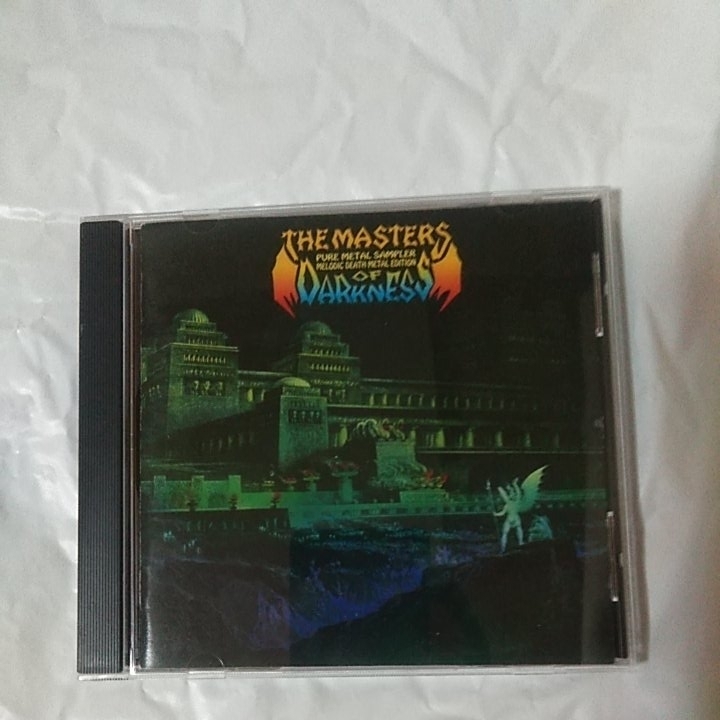 THE MASTERS
PURE METAL SAMPLER
MELODIC DEATH METAL EDITION
OF
DARKNESS